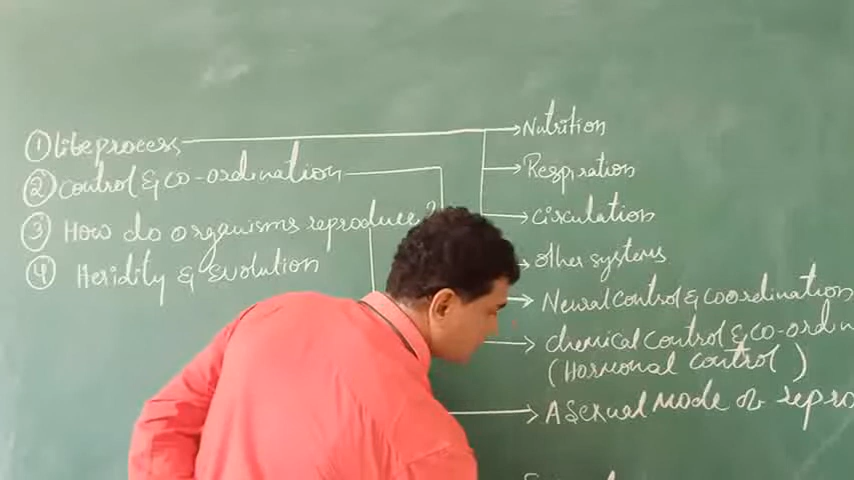 ① Life process
② Control & co-ordination
③ How do organisms reproduce?
④ Heridity & Evolution
Nutrition
Respiration
Circulation
other systems
Neural control & coordination
chemical control & co-ordin
(Hormonal control)
Asexual mode of repro